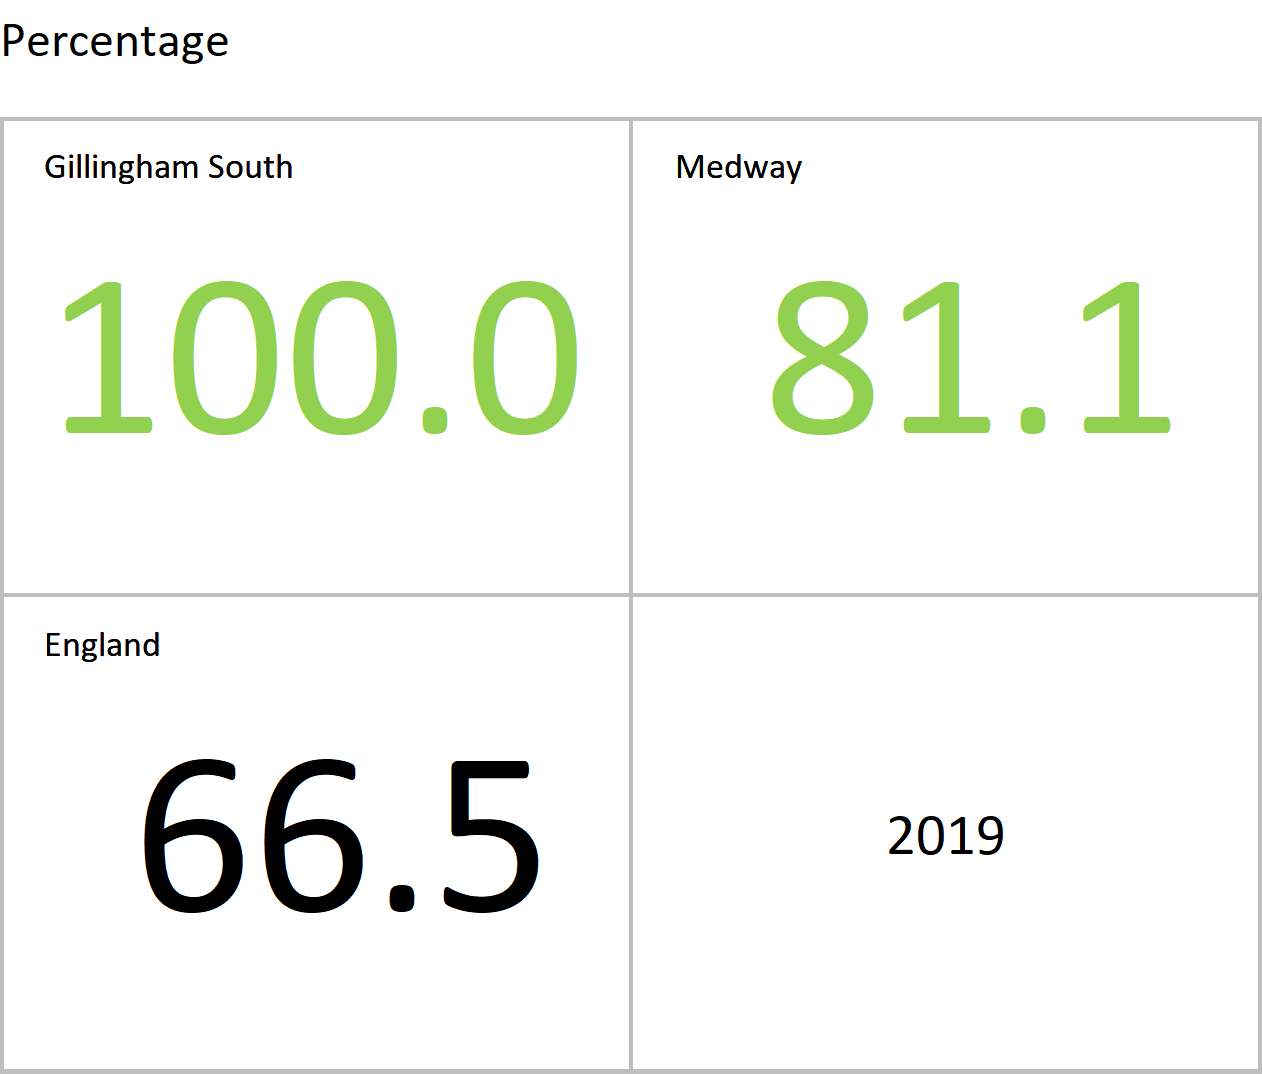 Percentage
Gillingham South
Medway
100.0
81.1
England
66.5
2019